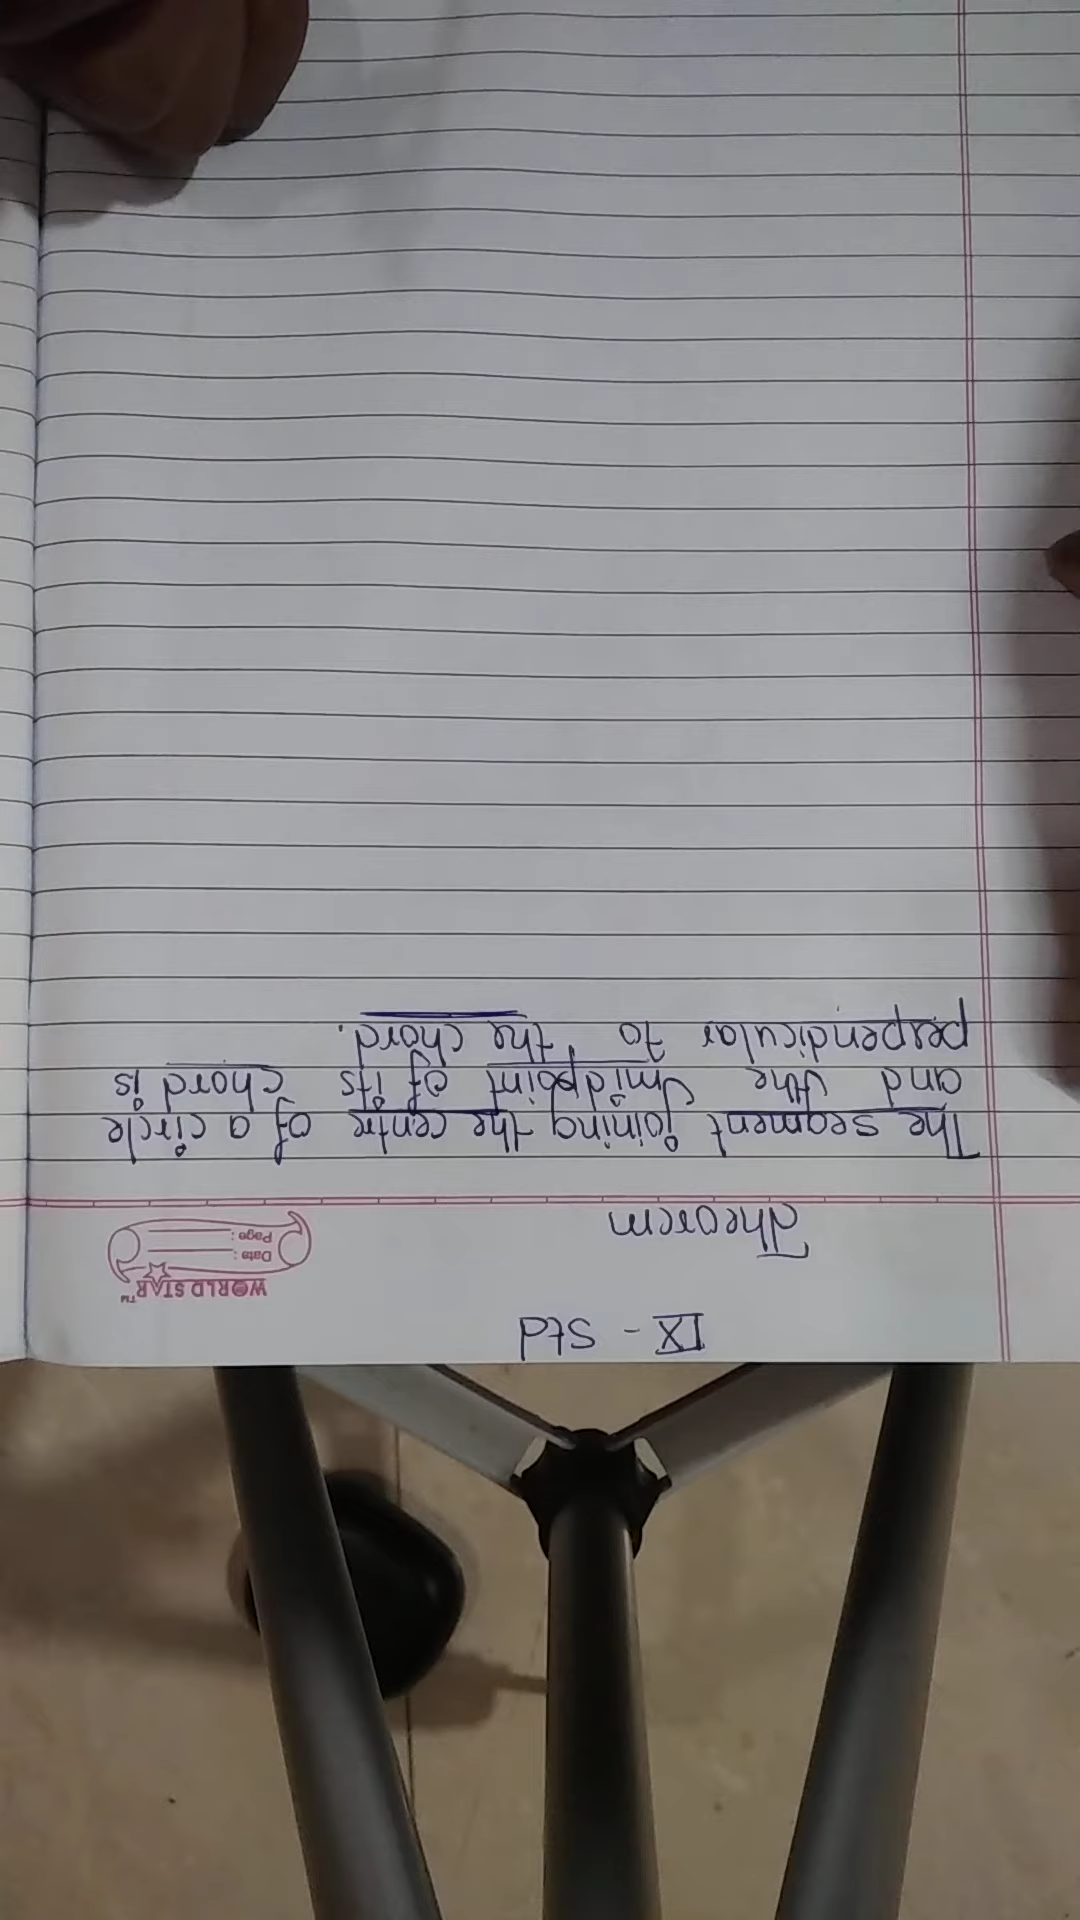 IX - Std
WORLD STAR™
Date :
Page :
Theorem
The segment joining the centre of a circle
and the midpoint of its chord is
perpendicular to the chord.